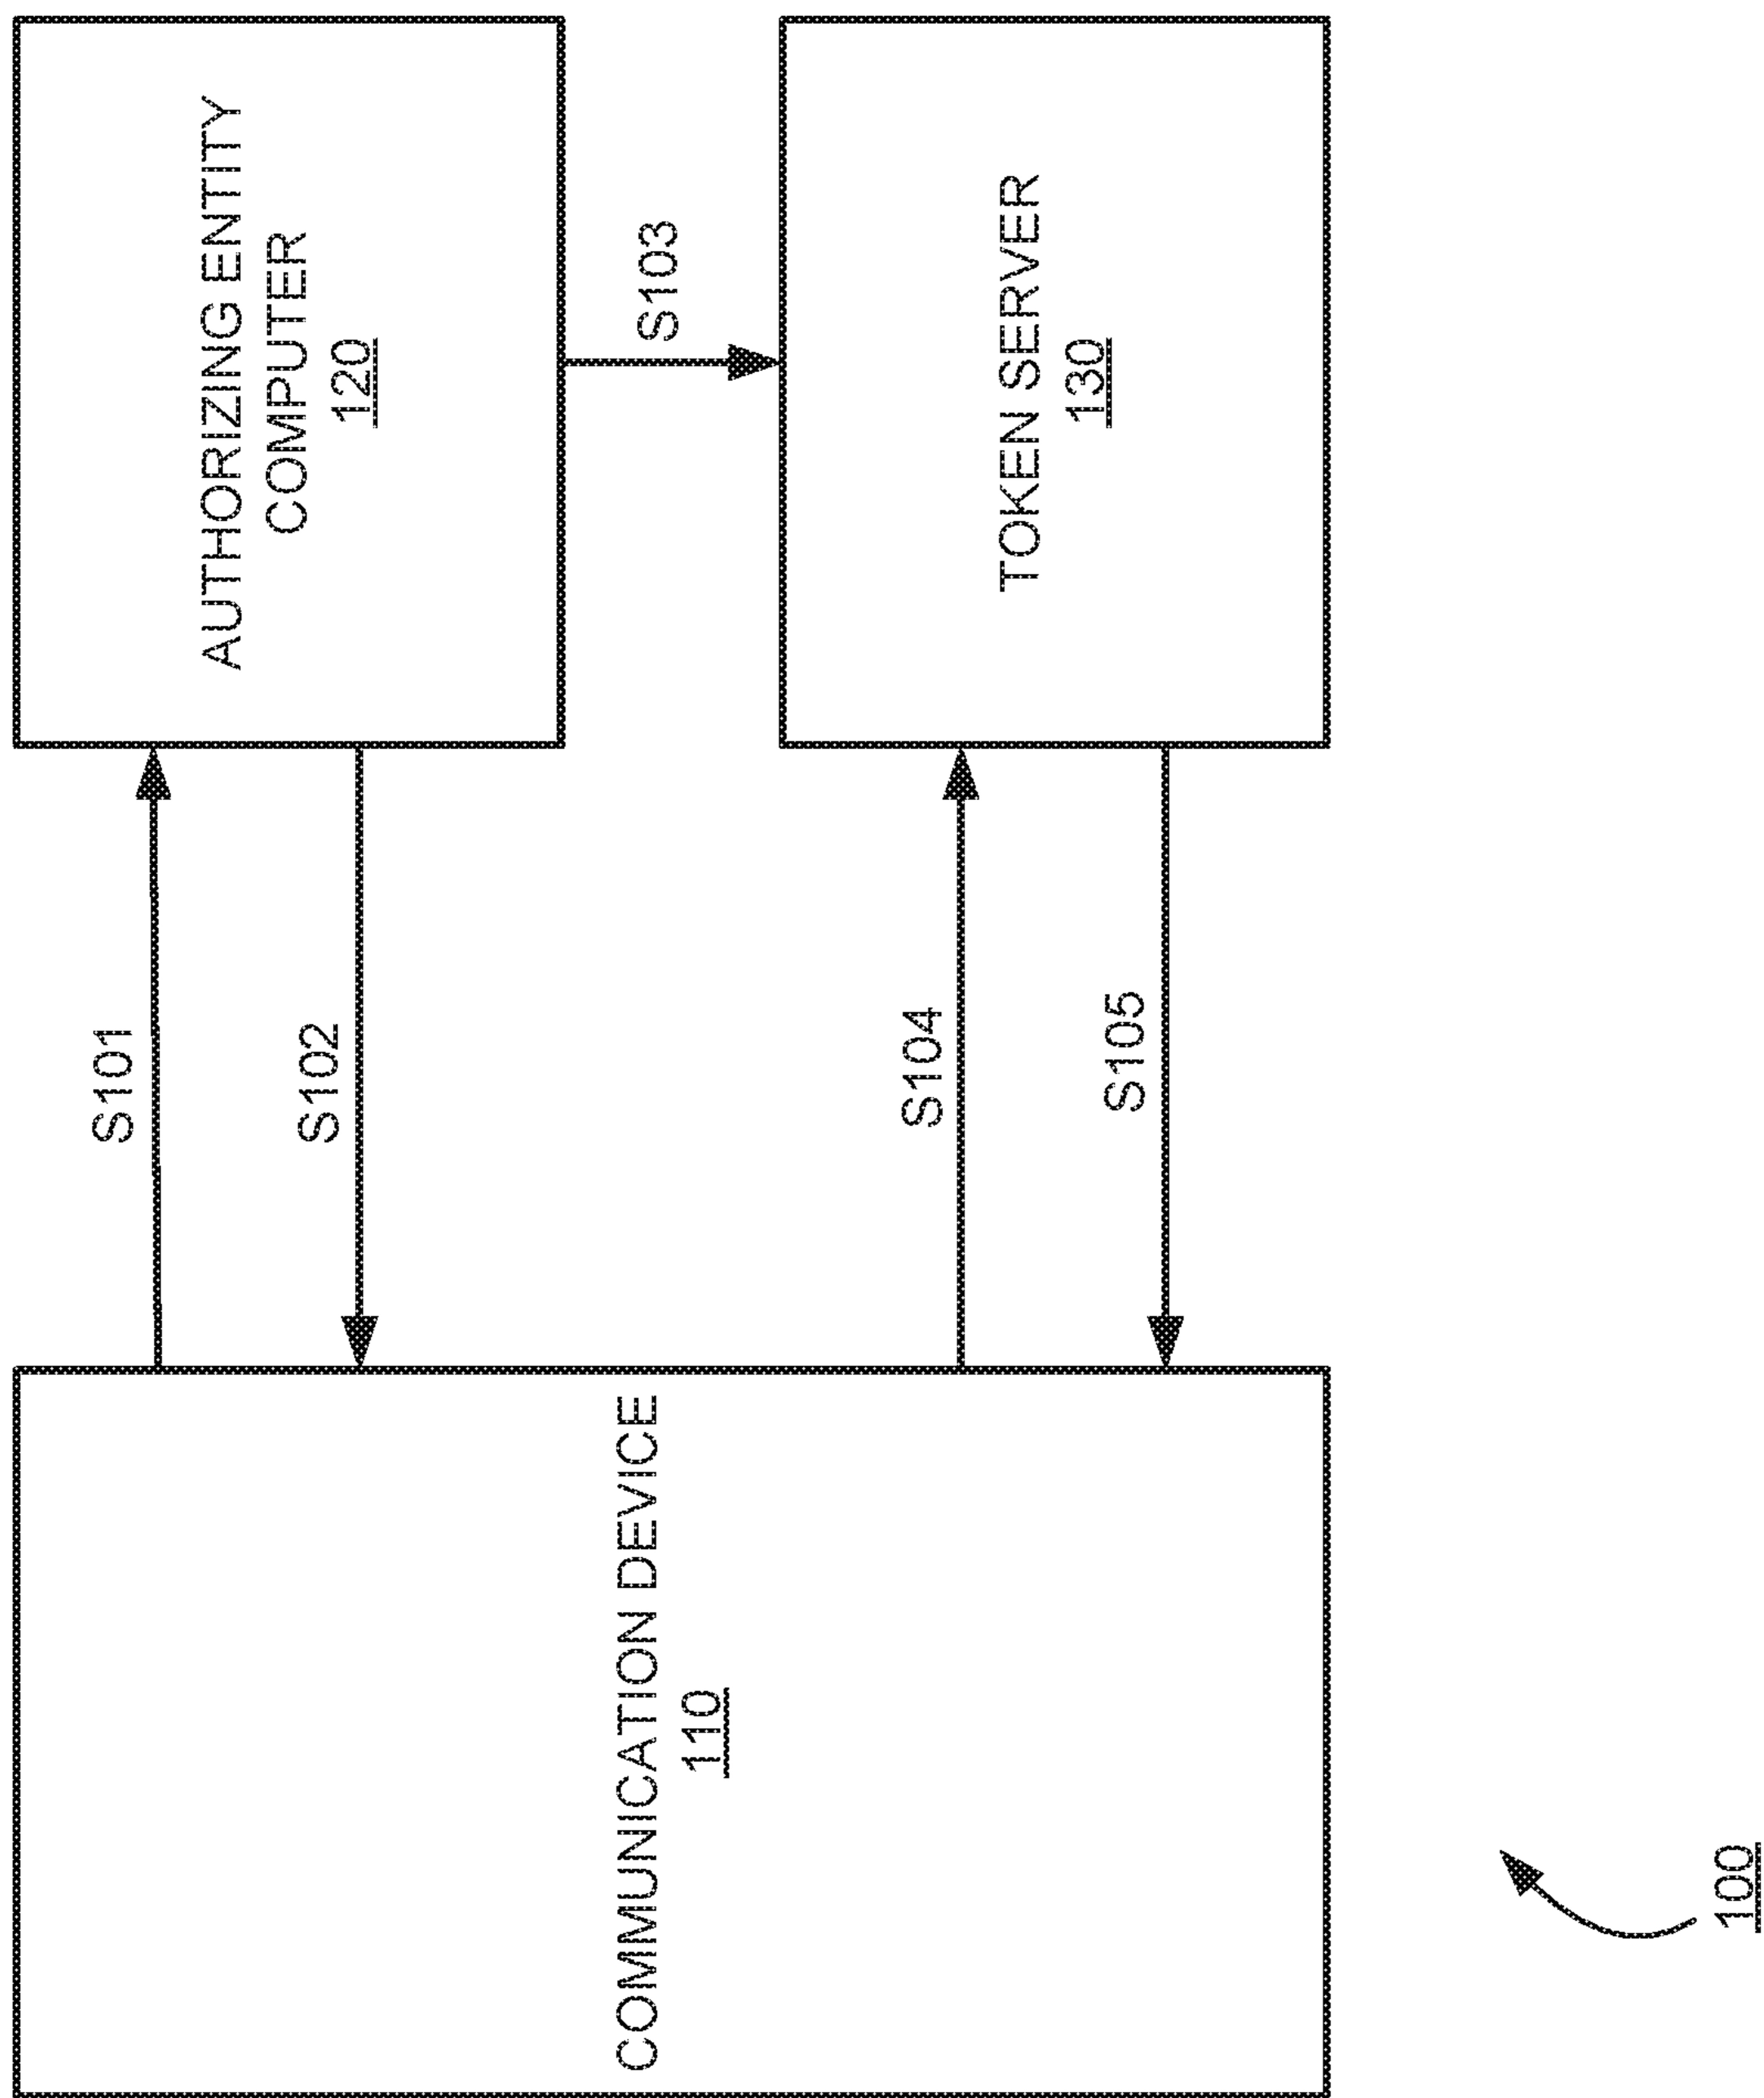 COMMUNICATION DEVICE
110
S101
S102
AUTHORIZING ENTITY
COMPUTER
120
S103
S104
S105
TOKEN SERVER
130
100